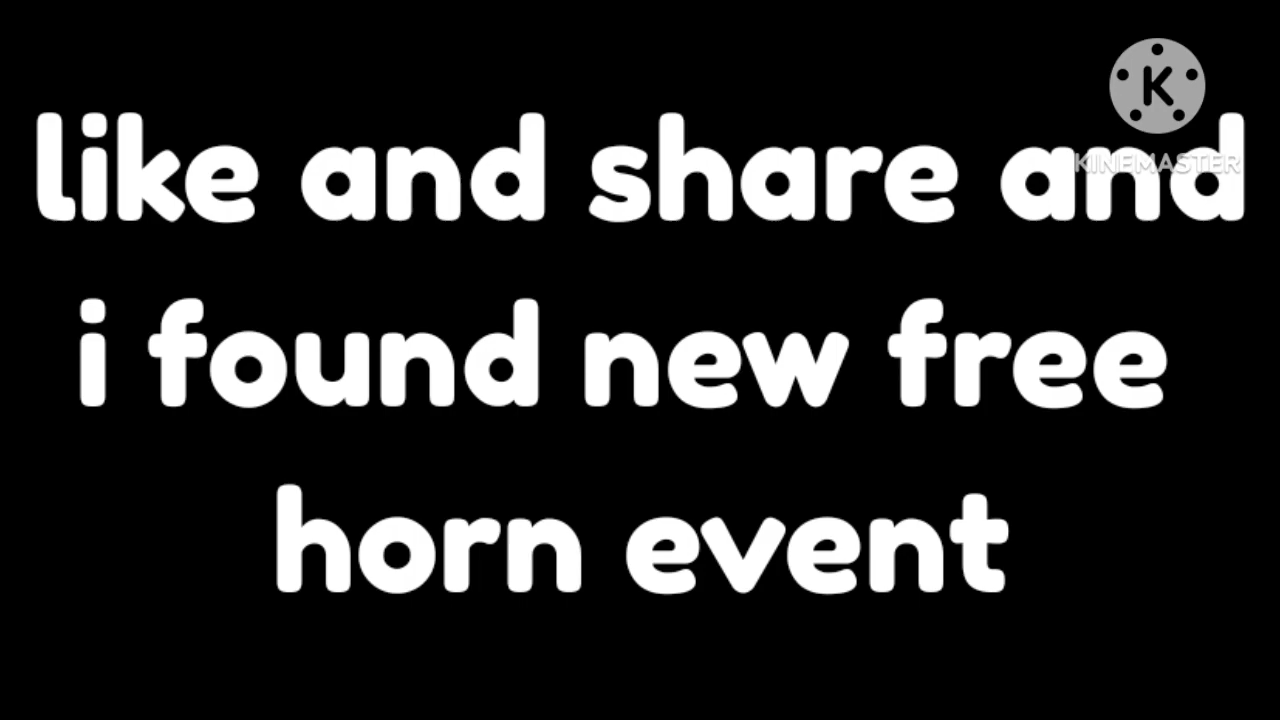 K
KINEMASTER
like and share and
i found new free
horn event